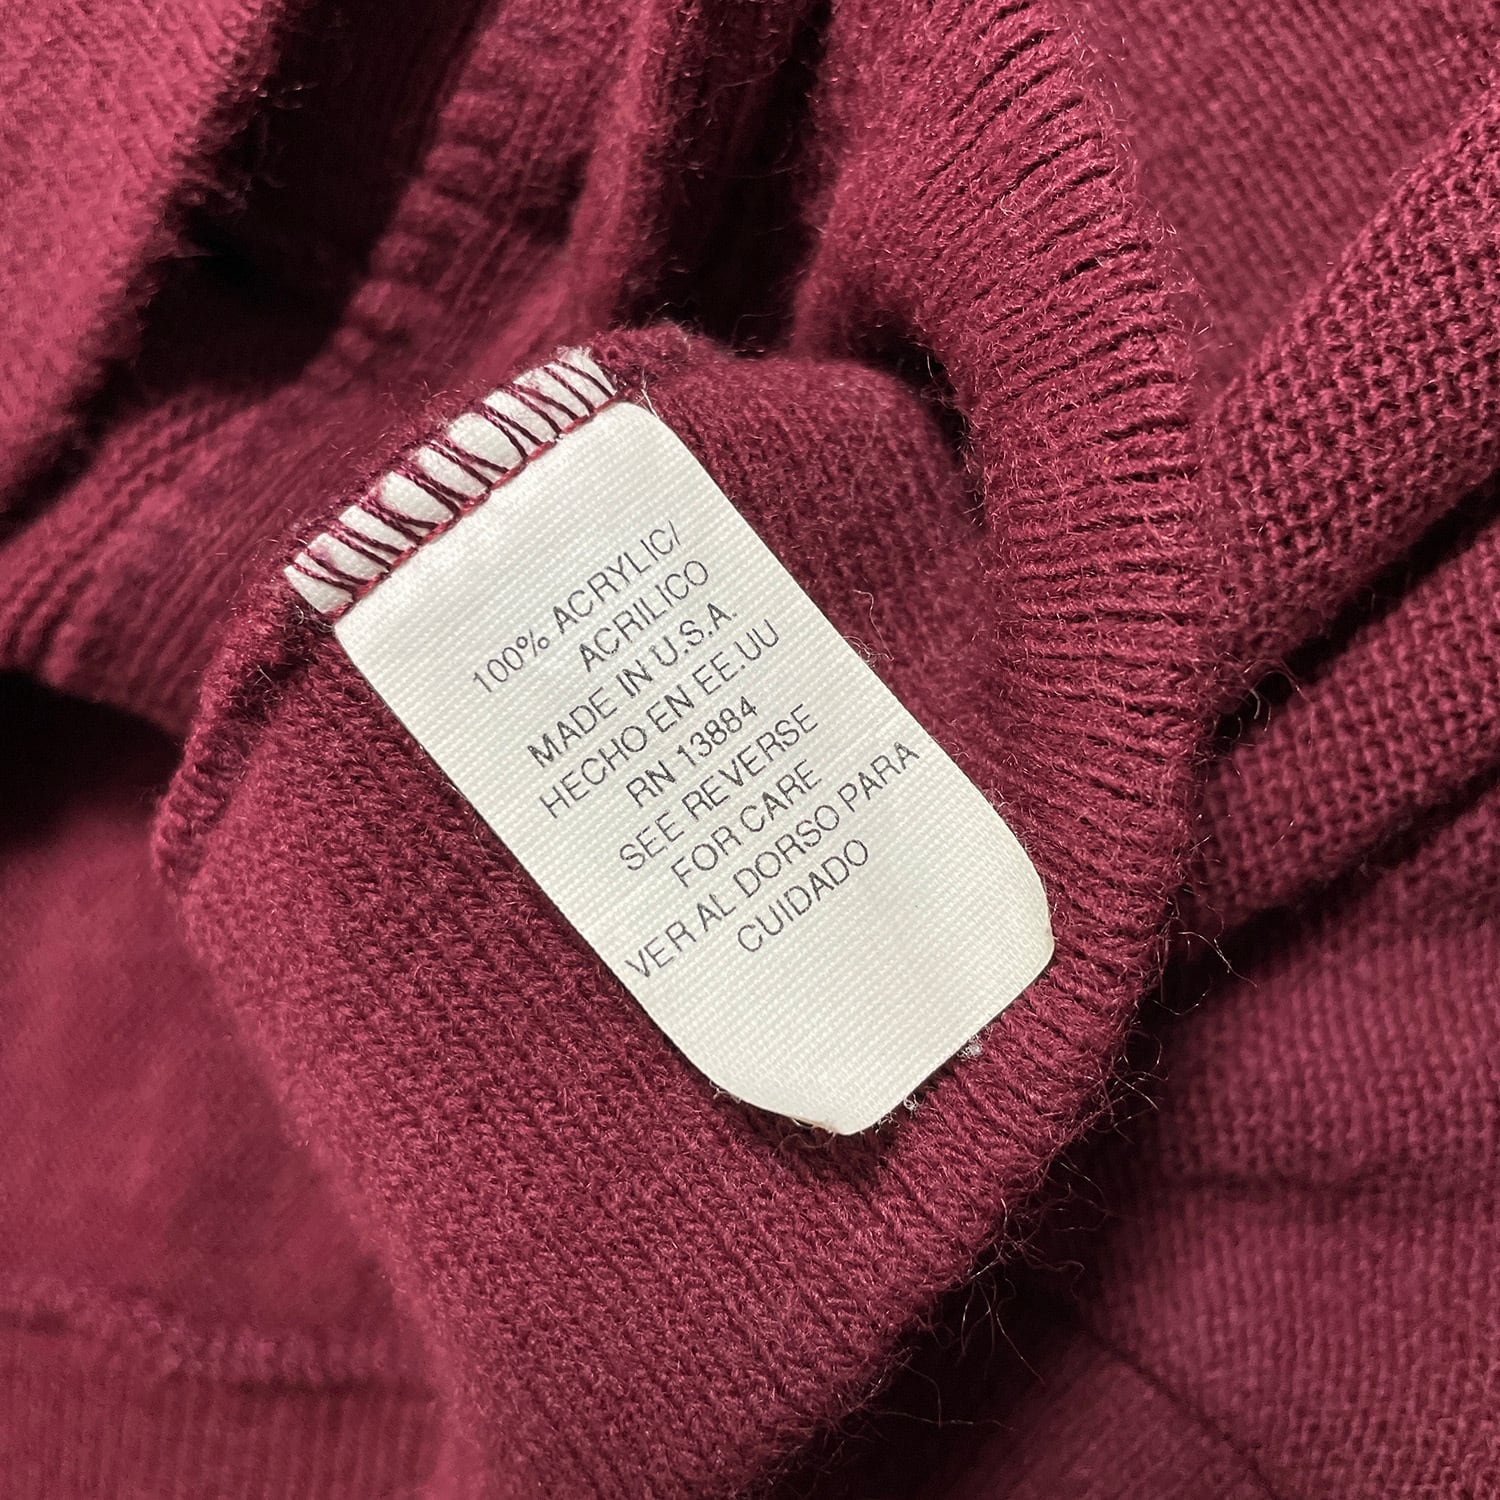 100% ACRYLIC/
ACRILICO
MADE IN U.S.A.
HECHO EN EE.UU
RN 13884
SEE REVERSE
FOR CARE
VER AL DORSO PARA
CUIDADO